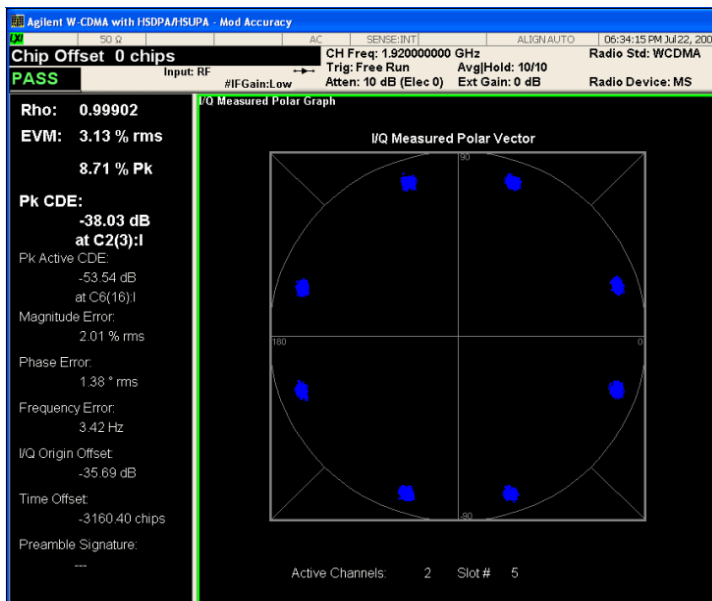 Agilent W-CDMA with HSDPA/HSUPA - Mod Accuracy
LXI 50 Ω AC SENSE:INT ALIGN AUTO 06:34:15 PM Jul 22, 200
Chip Offset 0 chips CH Freq: 1.920000000 GHz Radio Std: WCDMA
Trig: Free Run Avg|Hold: 10/10
PASS Input: RF #IFGain:Low Atten: 10 dB (Elec 0) Ext Gain: 0 dB Radio Device: MS
I/Q Measured Polar Graph
Rho: 0.99902
EVM: 3.13 % rms
8.71 % Pk
Pk CDE:
-38.03 dB
at C2(3):I
Pk Active CDE:
-53.54 dB
at C6(16):I
Magnitude Error:
2.01 % rms
Phase Error:
1.38 ° rms
Frequency Error:
3.42 Hz
I/Q Origin Offset:
-35.69 dB
Time Offset:
-3160.40 chips
Preamble Signature:
---
I/Q Measured Polar Vector
90
180
0
-90
Active Channels: 2 Slot # 5